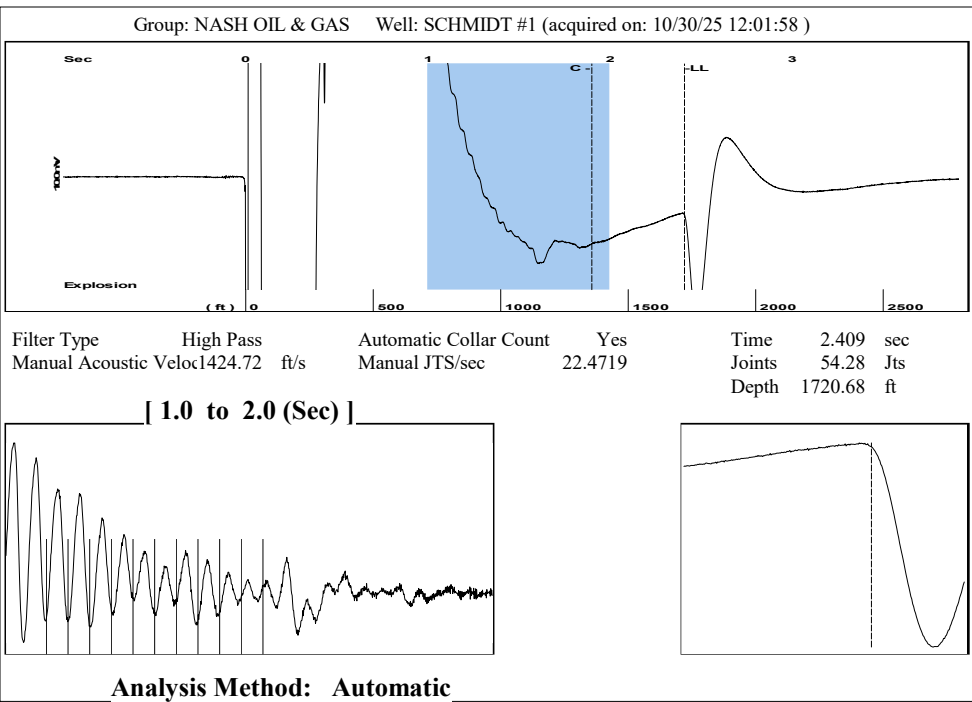 Group: NASH OIL & GAS Well: SCHMIDT #1 (acquired on: 10/30/25 12:01:58 )
Sec 0 1 2 3
C - -LL
100 mV
Explosion
( ft ) 0 500 1000 1500 2000 2500
Filter Type High Pass Automatic Collar Count Yes Time 2.409 sec
Manual Acoustic Veloc1424.72 ft/s Manual JTS/sec 22.4719 Joints 54.28 Jts
Depth 1720.68 ft
[ 1.0 to 2.0 (Sec) ]
Analysis Method: Automatic